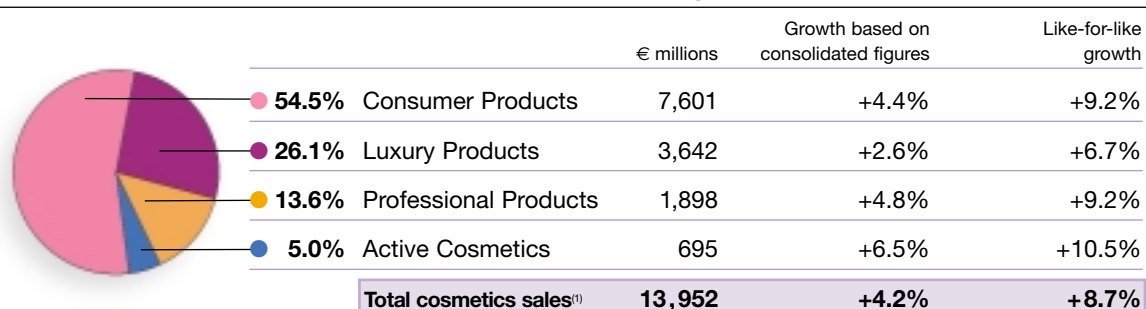 € millions Growth based on consolidated figures Like-for-like growth
54.5% Consumer Products 7,601 +4.4% +9.2%
26.1% Luxury Products 3,642 +2.6% +6.7%
13.6% Professional Products 1,898 +4.8% +9.2%
5.0% Active Cosmetics 695 +6.5% +10.5%
Total cosmetics sales(1) 13,952 +4.2% +8.7%